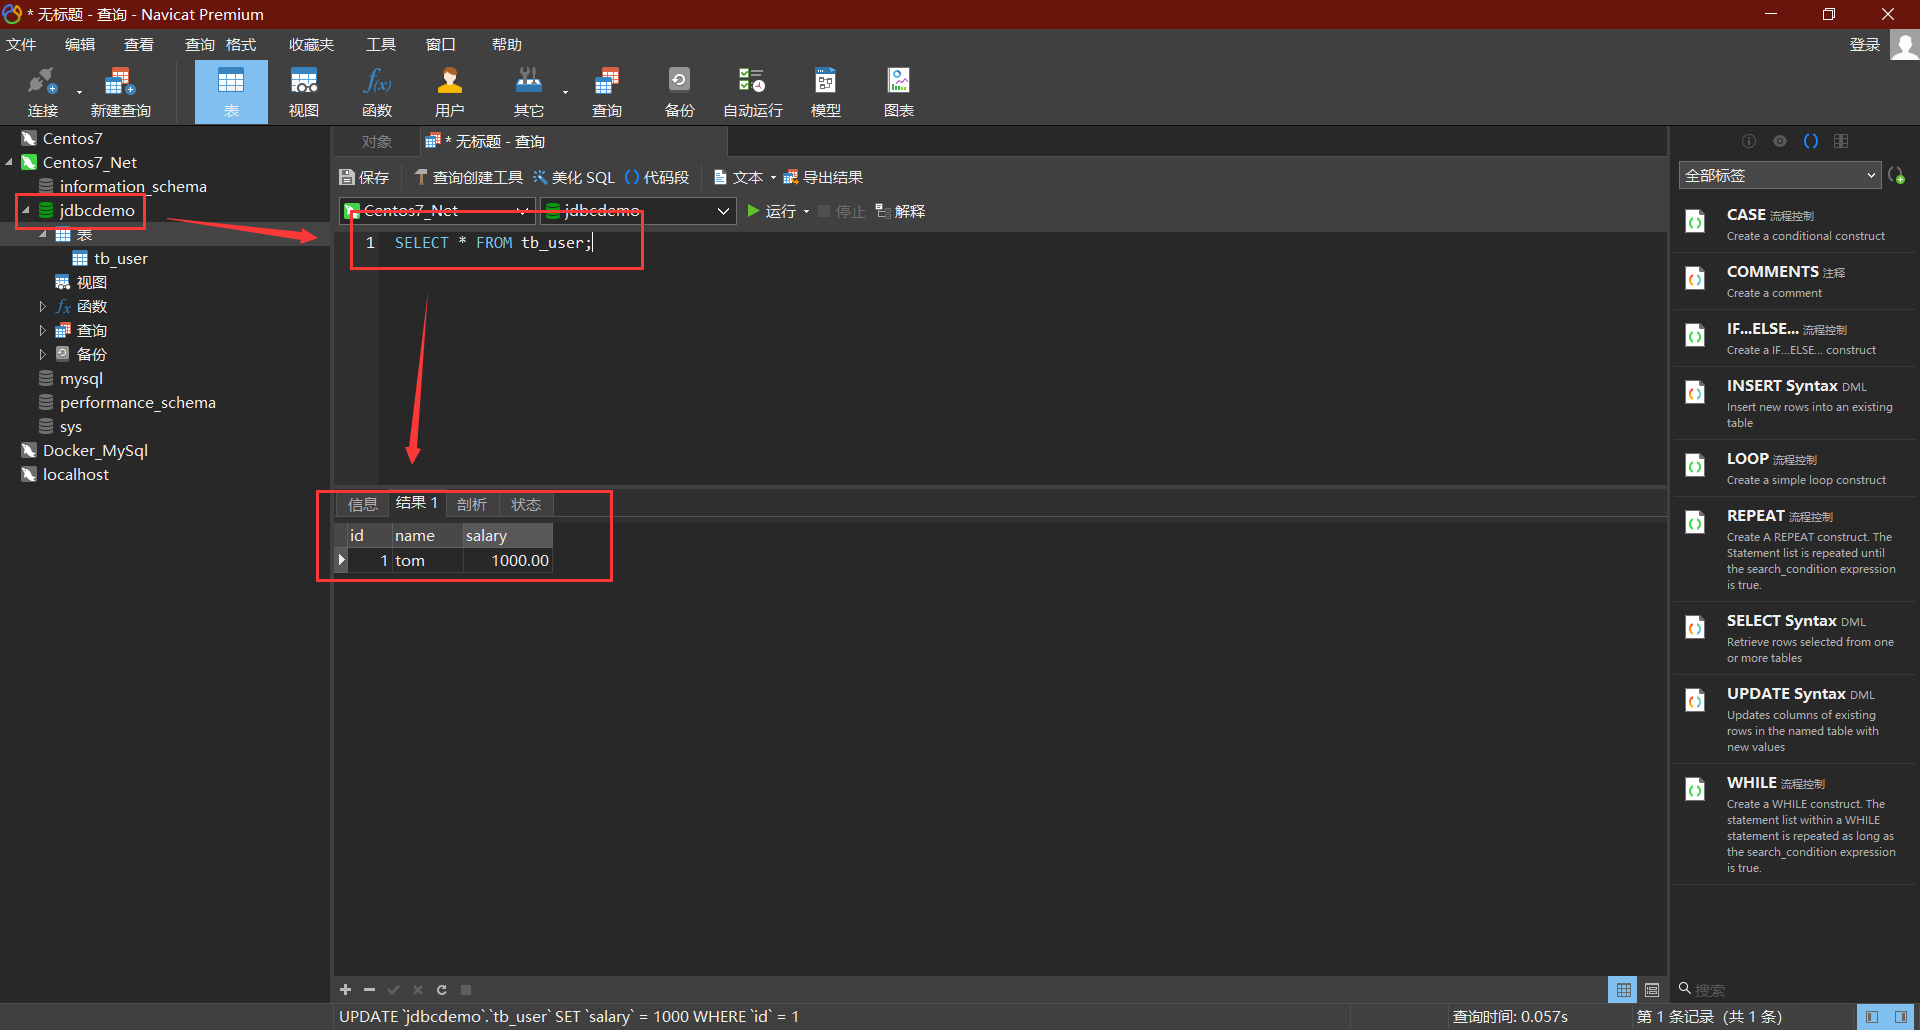 * 无标题 - 查询 - Navicat Premium
文件 编辑 查看 查询 格式 收藏夹 工具 窗口 帮助 登录
连接 新建查询 表 视图 函数 用户 其它 查询 备份 自动运行 模型 图表
Centos7
Centos7_Net
information_schema
jdbcdemo
表
tb_user
视图
函数
查询
备份
mysql
performance_schema
sys
Docker_MySql
localhost
对象 * 无标题 - 查询
保存 查询创建工具 美化 SQL 代码段 文本 导出结果
Centos7_Net jdbcdemo 运行 停止 解释
1 SELECT * FROM tb_user;
信息 结果 1 剖析 状态
id name salary
1 tom 1000.00
全部标签
CASE 流程控制
Create a conditional construct
COMMENTS 注释
Create a comment
IF...ELSE... 流程控制
Create a IF...ELSE... construct
INSERT Syntax DML
Insert new rows into an existing
table
LOOP 流程控制
Create a simple loop construct
REPEAT 流程控制
Create A REPEAT construct. The
Statement list is repeated until
the search_condition expression
is true.
SELECT Syntax DML
Retrieve rows selected from one
or more tables
UPDATE Syntax DML
Updates columns of existing
rows in the named table with
new values
WHILE 流程控制
Create a WHILE construct. The
statement list within a WHILE
statement is repeated as long as
the search_condition expression
is true.
搜索
UPDATE `jdbcdemo`.`tb_user` SET `salary` = 1000 WHERE `id` = 1 查询时间: 0.057s 第 1 条记录 (共 1 条)